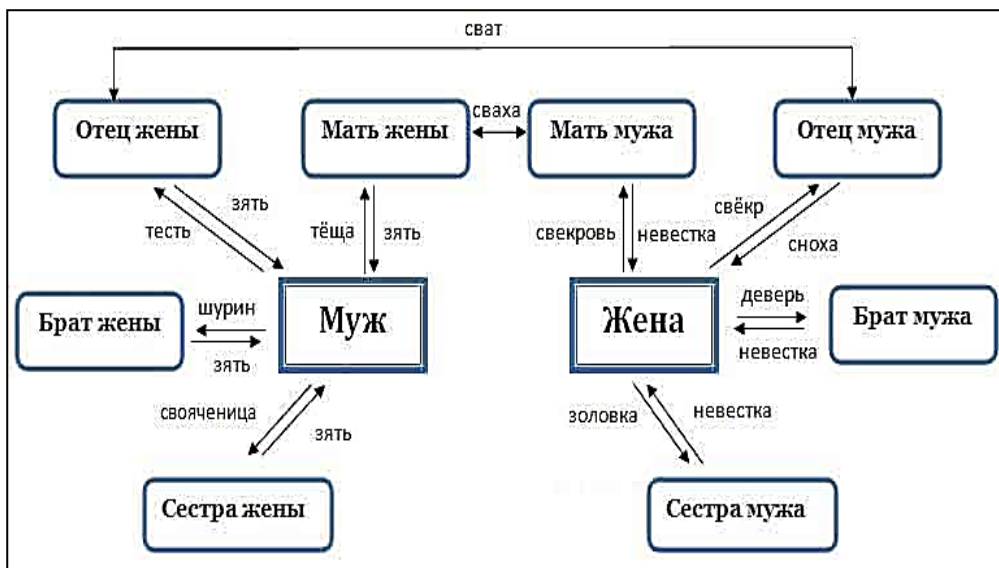 сват
Отец жены
Мать жены
сваха
Мать мужа
Отец мужа
тесть
зять
тёща
зять
свекровь
невестка
свёкр
сноха
Брат жены
шурин
зять
Муж
Жена
деверь
невестка
Брат мужа
свояченица
зять
золовка
невестка
Сестра жены
Сестра мужа